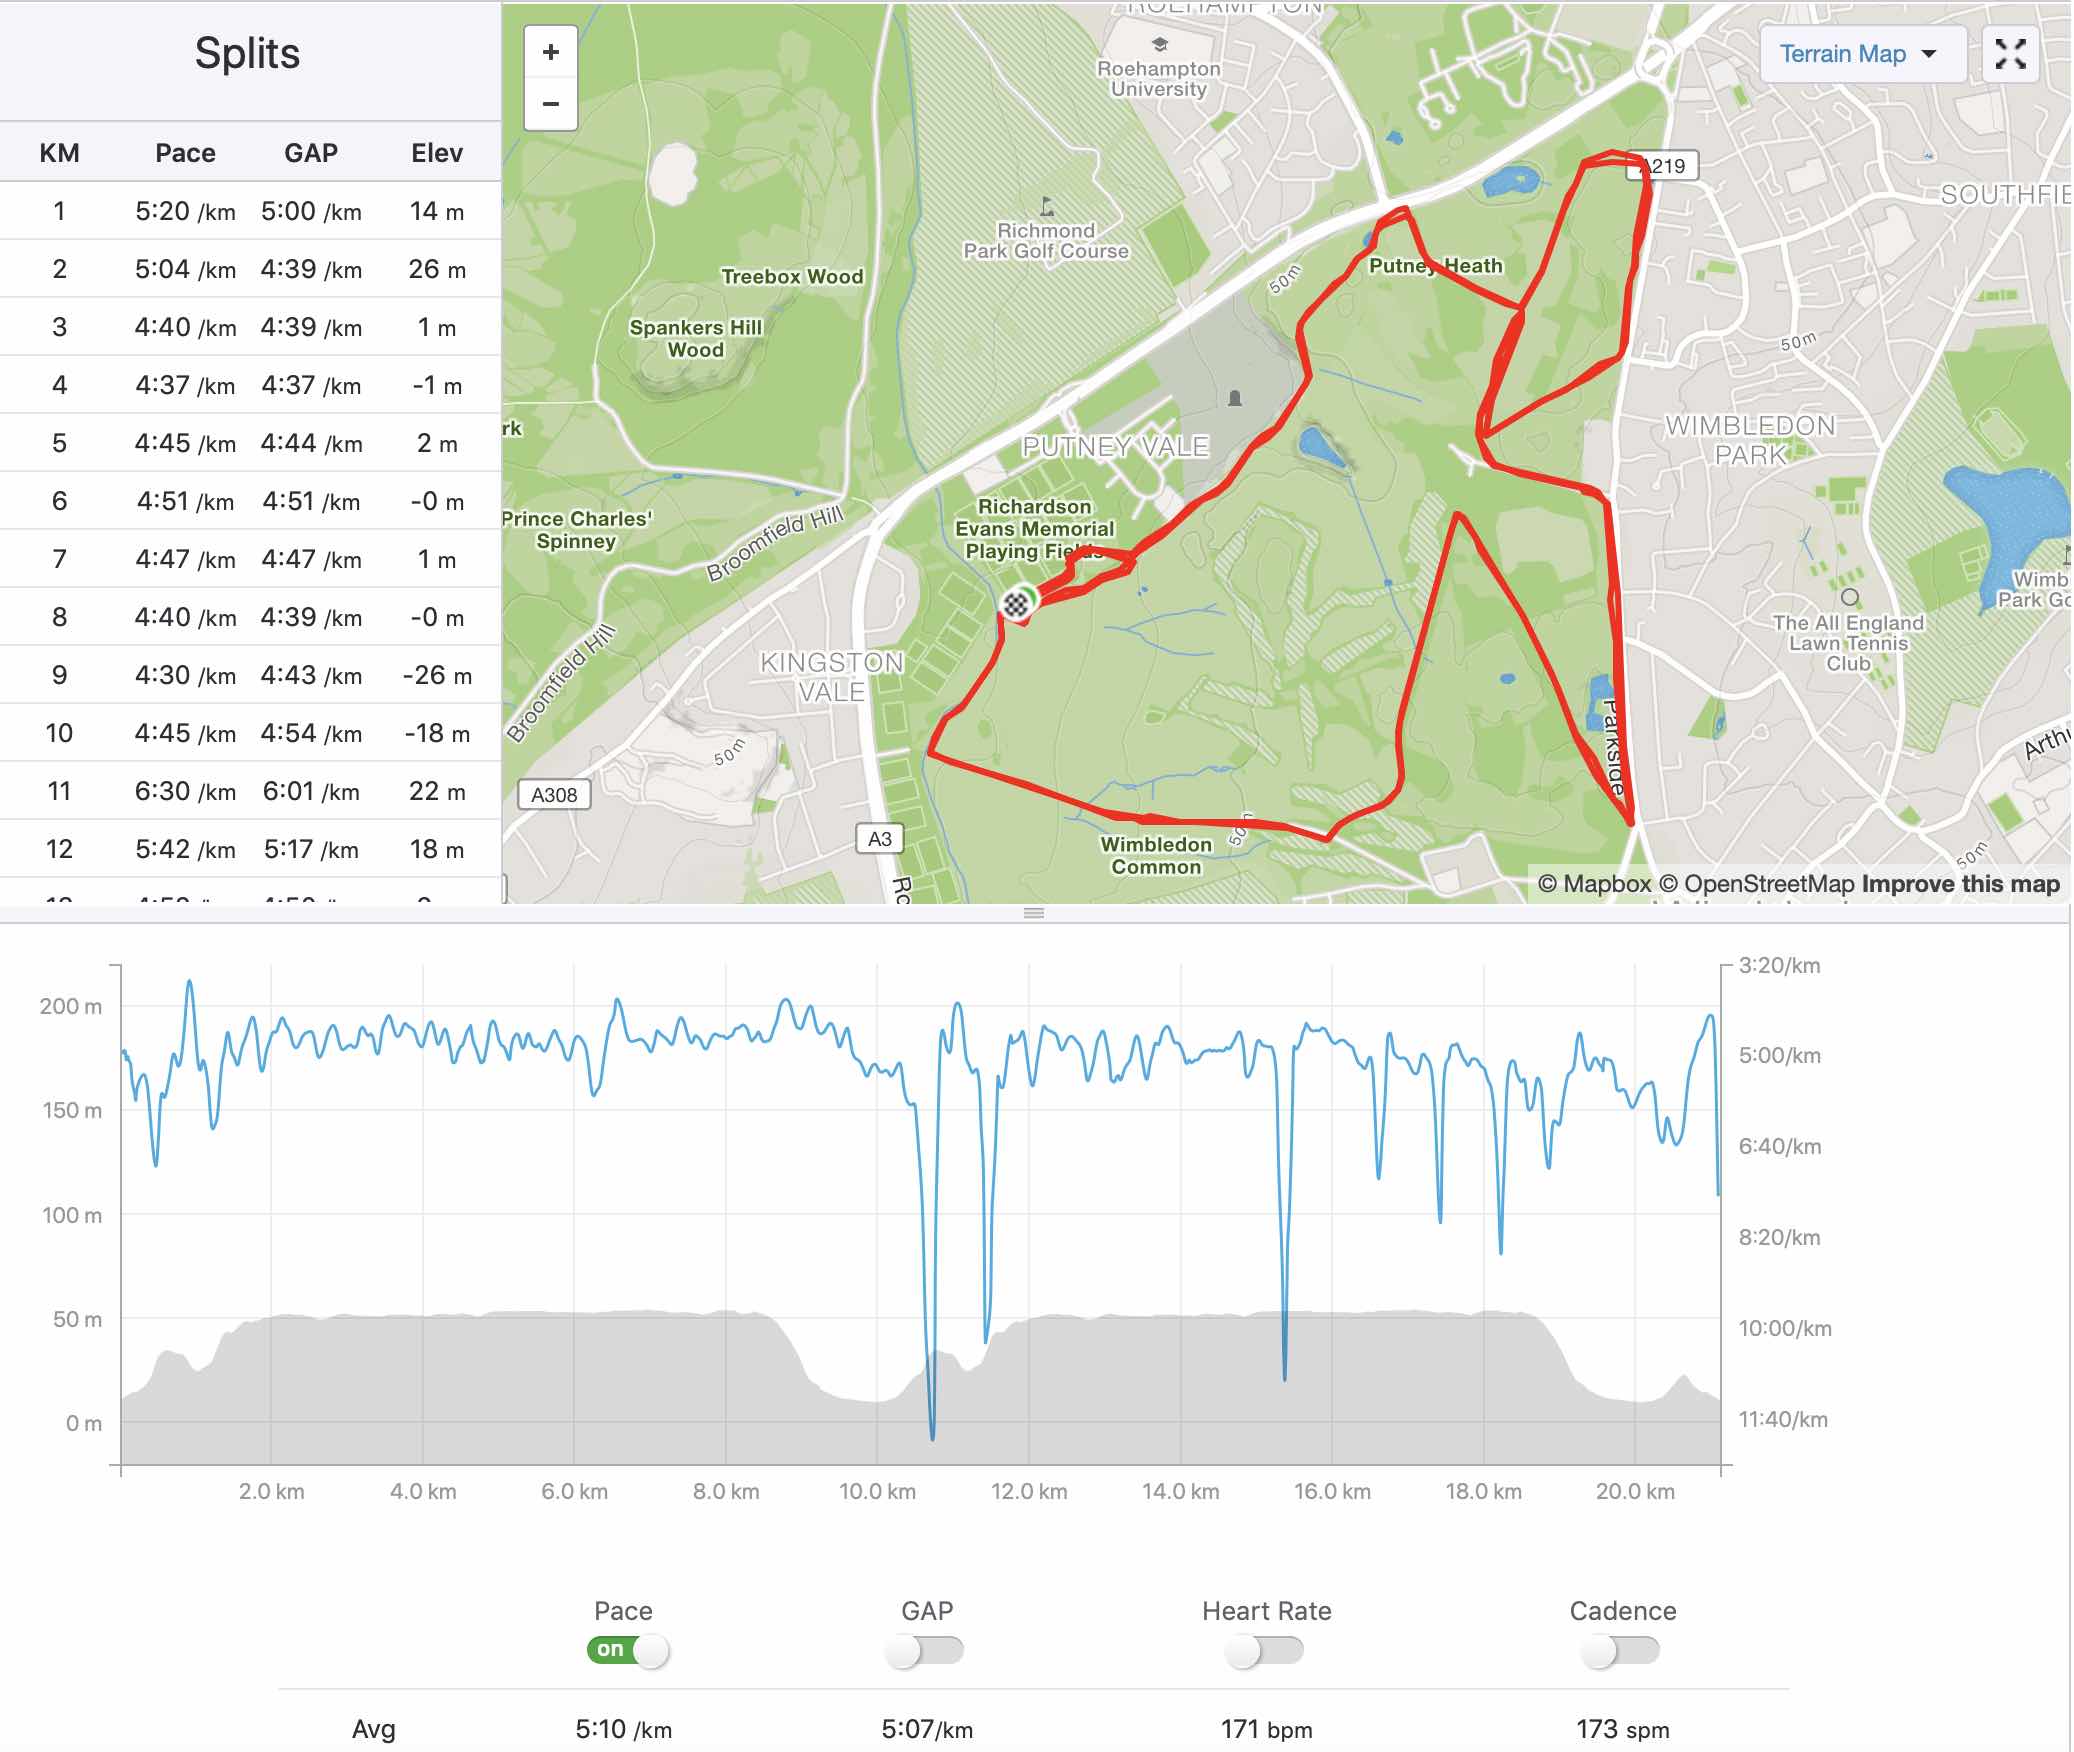 Splits
KM Pace GAP Elev
1 5:20 /km 5:00 /km 14 m
2 5:04 /km 4:39 /km 26 m
3 4:40 /km 4:39 /km 1 m
4 4:37 /km 4:37 /km -1 m
5 4:45 /km 4:44 /km 2 m
6 4:51 /km 4:51 /km -0 m
7 4:47 /km 4:47 /km 1 m
8 4:40 /km 4:39 /km -0 m
9 4:30 /km 4:43 /km -26 m
10 4:45 /km 4:54 /km -18 m
11 6:30 /km 6:01 /km 22 m
12 5:42 /km 5:17 /km 18 m
+
−
ROEHAMPTON
Roehampton
University
Terrain Map
A219
SOUTHFIE
Richmond
Park Golf Course
Treebox Wood
50m
Putney Heath
Spankers Hill
Wood
50m
rk
PUTNEY VALE
WIMBLEDON
PARK
Richardson
Evans Memorial
Playing Fields
Prince Charles'
Spinney
Broomfield Hill
Broomfield Hill
Wimb
Park Go
The All England
Lawn Tennis
Club
KINGSTON
VALE
50m
Parkside
Arthu
A308
A3
50m
Wimbledon
Common
50m
Ro
© Mapbox © OpenStreetMap Improve this map
200 m
150 m
100 m
50 m
0 m
3:20/km
5:00/km
6:40/km
8:20/km
10:00/km
11:40/km
2.0 km 4.0 km 6.0 km 8.0 km 10.0 km 12.0 km 14.0 km 16.0 km 18.0 km 20.0 km
Pace GAP Heart Rate Cadence
on
Avg 5:10 /km 5:07/km 171 bpm 173 spm